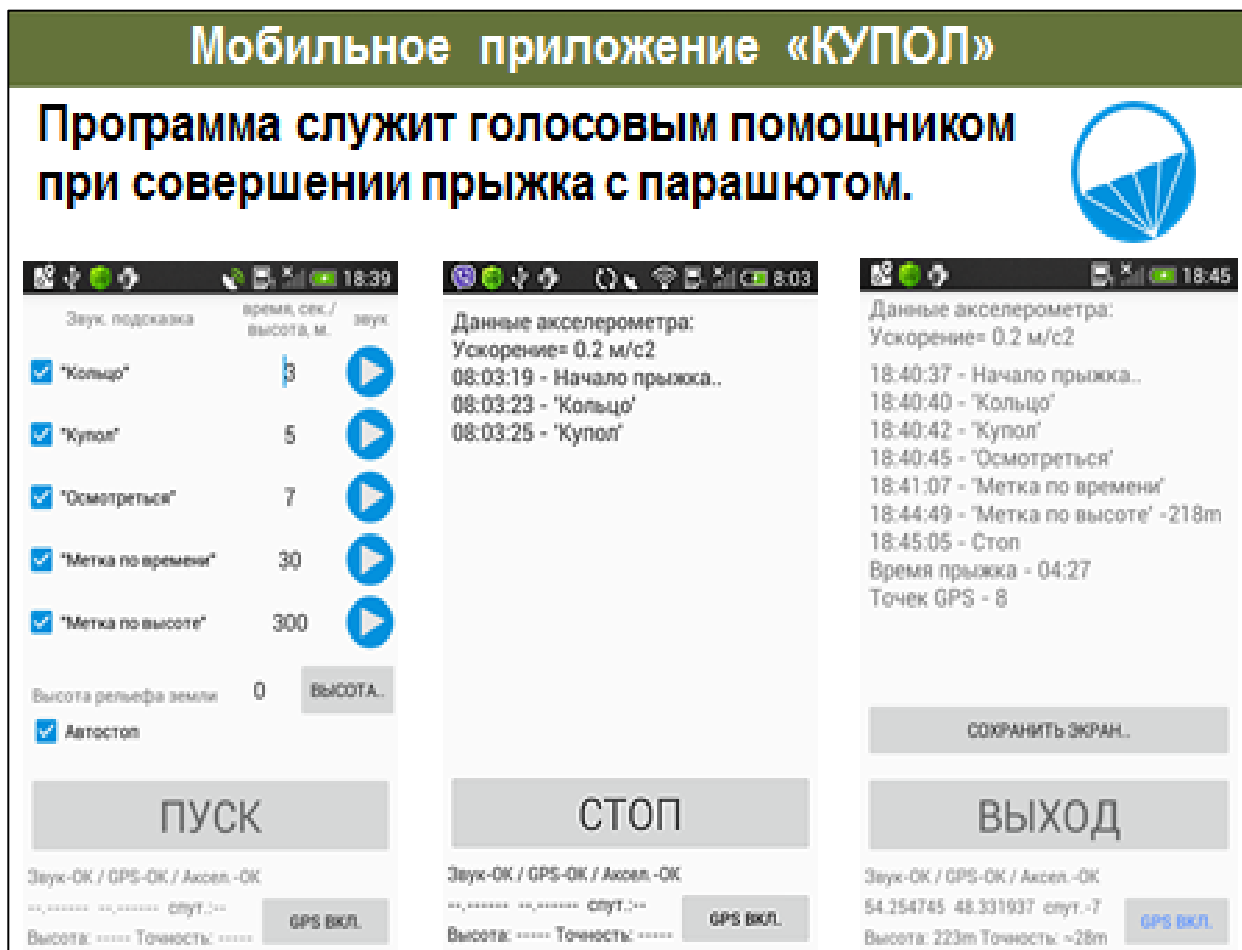 Мобильное приложение «КУПОЛ»
Программа служит голосовым помощником
при совершении прыжка с парашютом.
18:39
Звук. подсказка
время, сек./
высота, м.
звук
"Кольцо" 3
"Купол" 5
"Осмотреться" 7
"Метка по времени" 30
"Метка по высоте" 300
Высота рельефа земли 0 ВЫСОТА..
Автостоп
ПУСК
Звук-ОК / GPS-ОК / Аксел.-ОК
--,------ --,------ спут.:--
Высота: ----- Точность: -----
GPS ВКЛ.
8:03
Данные акселерометра:
Ускорение= 0.2 м/с2
08:03:19 - Начало прыжка..
08:03:23 - 'Кольцо'
08:03:25 - 'Купол'
СТОП
Звук-ОК / GPS-ОК / Аксел.-ОК
--,------ --,------ спут.:--
Высота: ----- Точность: -----
GPS ВКЛ.
18:45
Данные акселерометра:
Ускорение= 0.2 м/с2
18:40:37 - Начало прыжка..
18:40:40 - 'Кольцо'
18:40:42 - 'Купол'
18:40:45 - 'Осмотреться'
18:41:07 - 'Метка по времени'
18:44:49 - 'Метка по высоте' -218m
18:45:05 - Стоп
Время прыжка - 04:27
Точек GPS - 8
СОХРАНИТЬ ЭКРАН..
ВЫХОД
Звук-ОК / GPS-ОК / Аксел.-ОК
54.254745 48.331937 спут.-7
Высота: 223m Точность: ~28m
GPS ВКЛ.